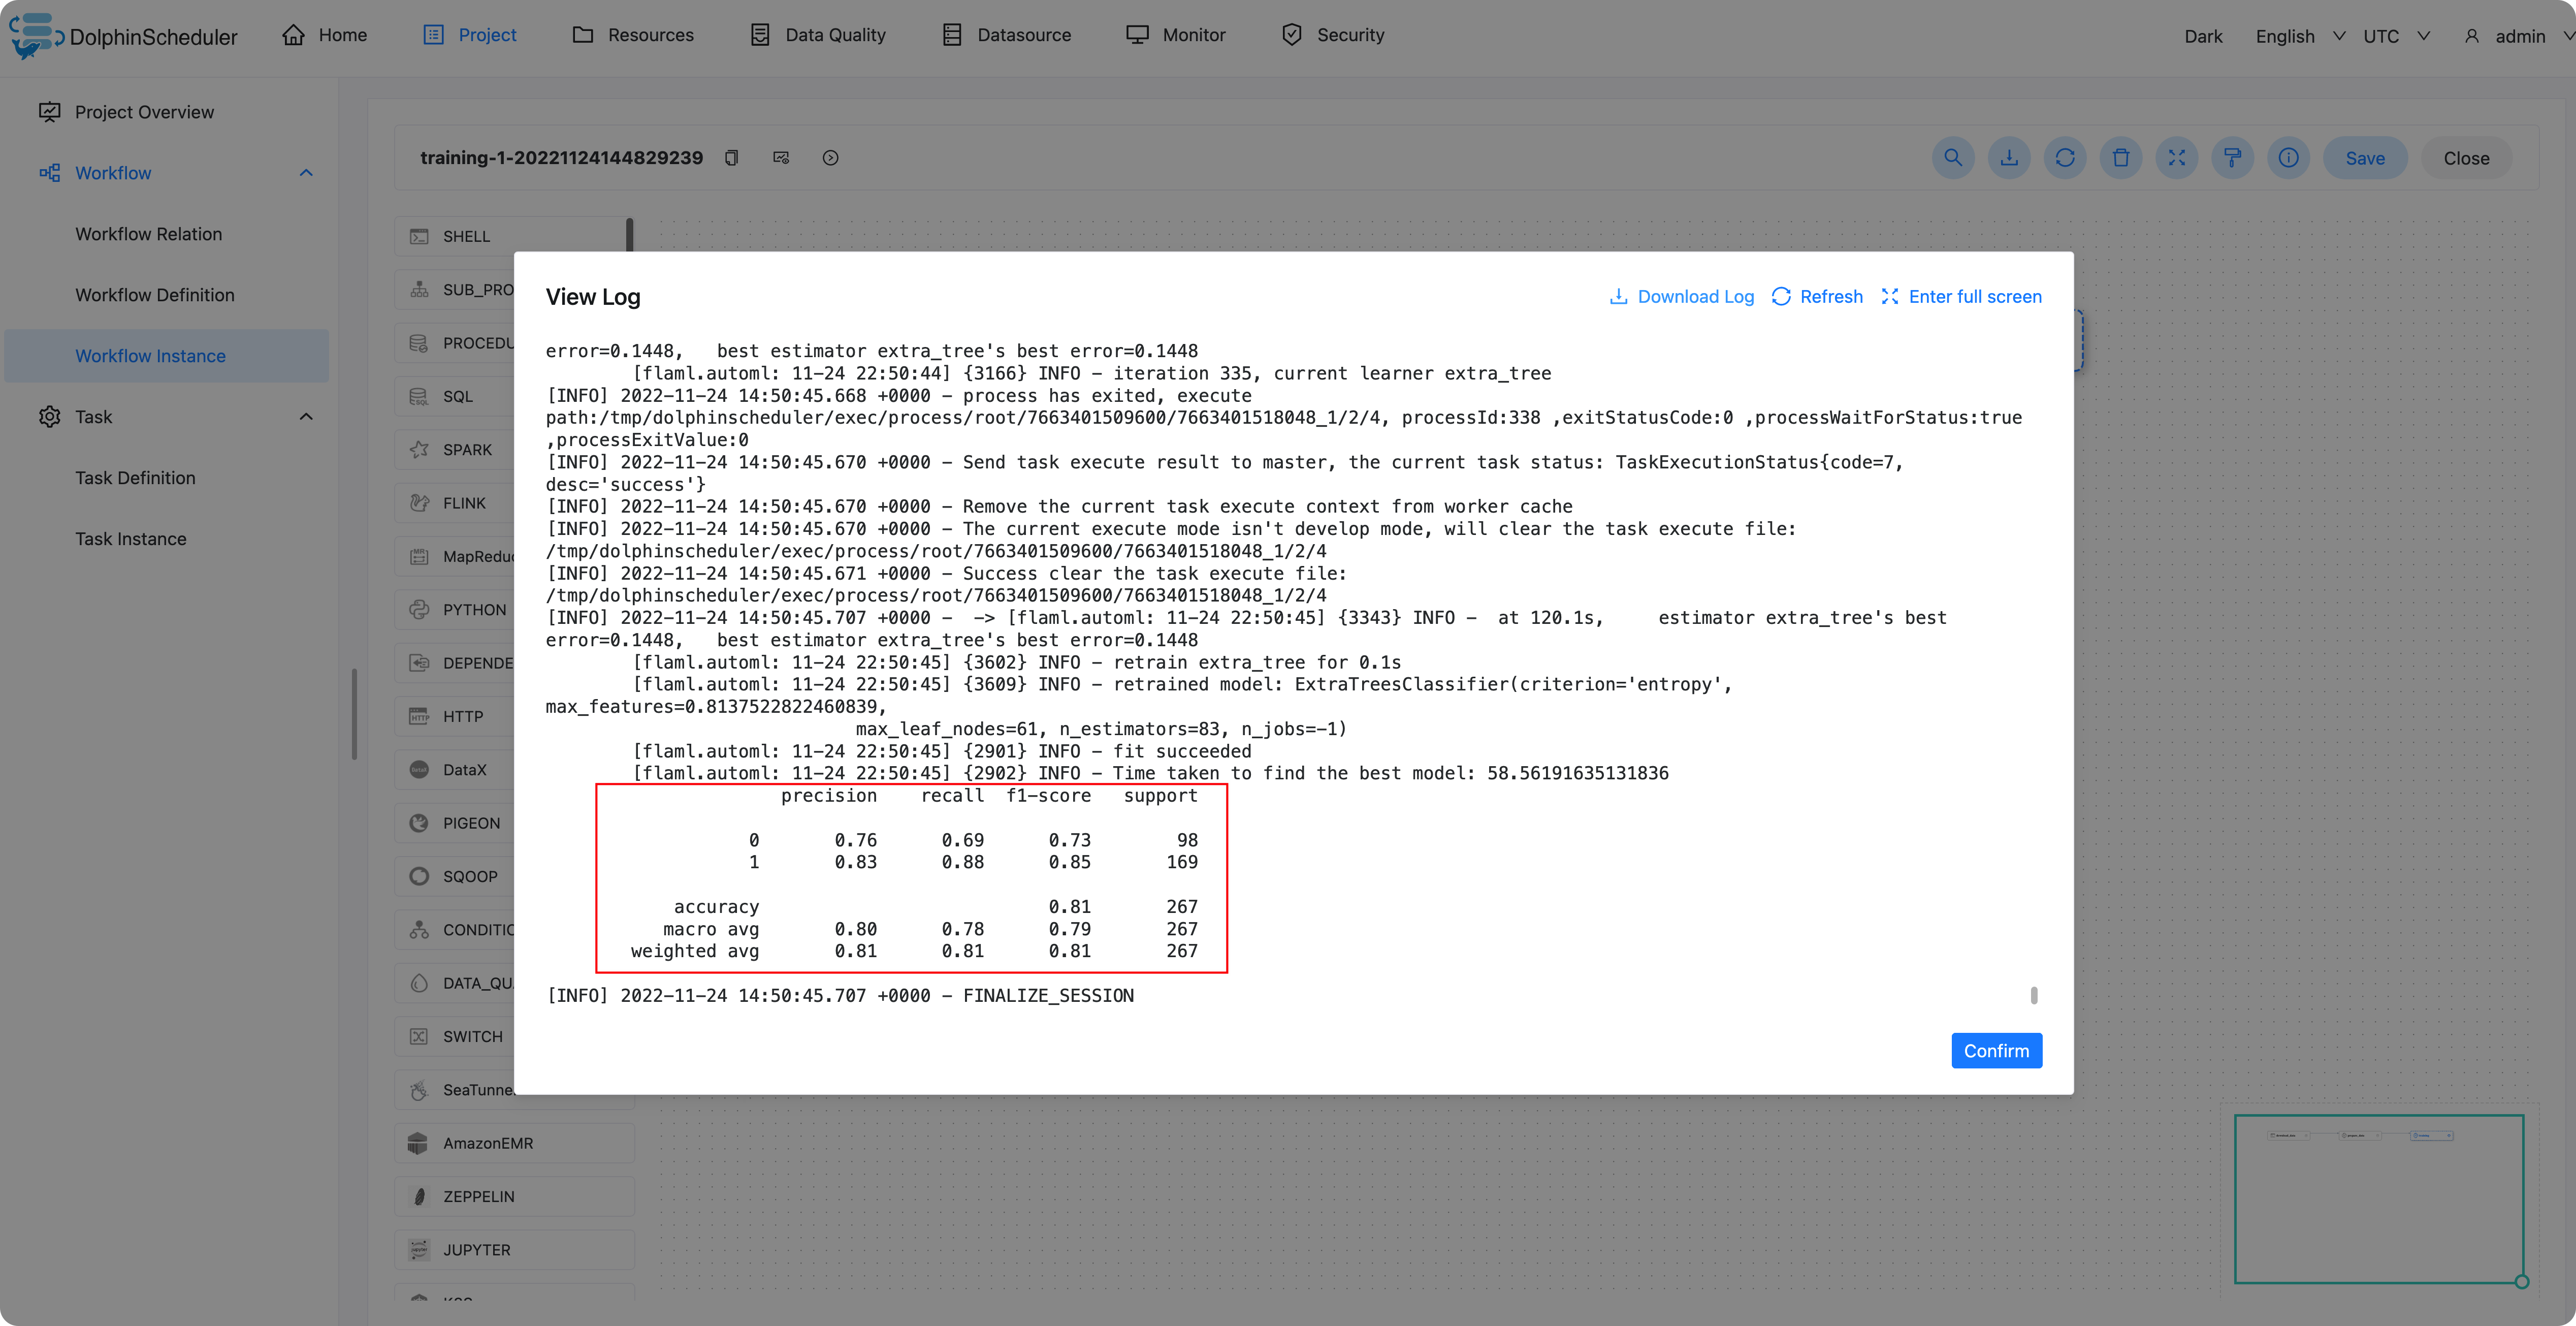 DolphinScheduler
Home
Project
Resources
Data Quality
Datasource
Monitor
Security
Dark
English
UTC
admin
Project Overview
Workflow
Workflow Relation
Workflow Definition
Workflow Instance
Task
Task Definition
Task Instance
training-1-20221124144829239
Save
Close
SHELL
SUB_PRO
PROCEDU
SQL
SPARK
FLINK
MapReduc
PYTHON
DEPENDE
HTTP
DataX
PIGEON
SQOOP
CONDITIO
DATA_QU
SWITCH
SeaTunne
AmazonEMR
ZEPPELIN
JUPYTER
View Log
Download Log
Refresh
Enter full screen
error=0.1448,   best estimator extra_tree's best error=0.1448
[flaml.automl: 11-24 22:50:44] {3166} INFO - iteration 335, current learner extra_tree
[INFO] 2022-11-24 14:50:45.668 +0000 - process has exited, execute
path:/tmp/dolphinscheduler/exec/process/root/7663401509600/7663401518048_1/2/4, processId:338 ,exitStatusCode:0 ,processWaitForStatus:true
,processExitValue:0
[INFO] 2022-11-24 14:50:45.670 +0000 - Send task execute result to master, the current task status: TaskExecutionStatus{code=7,
desc='success'}
[INFO] 2022-11-24 14:50:45.670 +0000 - Remove the current task execute context from worker cache
[INFO] 2022-11-24 14:50:45.670 +0000 - The current execute mode isn't develop mode, will clear the task execute file:
/tmp/dolphinscheduler/exec/process/root/7663401509600/7663401518048_1/2/4
[INFO] 2022-11-24 14:50:45.671 +0000 - Success clear the task execute file:
/tmp/dolphinscheduler/exec/process/root/7663401509600/7663401518048_1/2/4
[INFO] 2022-11-24 14:50:45.707 +0000 -  -> [flaml.automl: 11-24 22:50:45] {3343} INFO -  at 120.1s,     estimator extra_tree's best
error=0.1448,   best estimator extra_tree's best error=0.1448
[flaml.automl: 11-24 22:50:45] {3602} INFO - retrain extra_tree for 0.1s
[flaml.automl: 11-24 22:50:45] {3609} INFO - retrained model: ExtraTreesClassifier(criterion='entropy',
max_features=0.8137522822460839,
max_leaf_nodes=61, n_estimators=83, n_jobs=-1)
[flaml.automl: 11-24 22:50:45] {2901} INFO - fit succeeded
[flaml.automl: 11-24 22:50:45] {2902} INFO - Time taken to find the best model: 58.56191635131836
precision    recall  f1-score   support
0       0.76      0.69      0.73        98
1       0.83      0.88      0.85       169
accuracy                           0.81       267
macro avg       0.80      0.78      0.79       267
weighted avg       0.81      0.81      0.81       267
[INFO] 2022-11-24 14:50:45.707 +0000 - FINALIZE_SESSION
Confirm